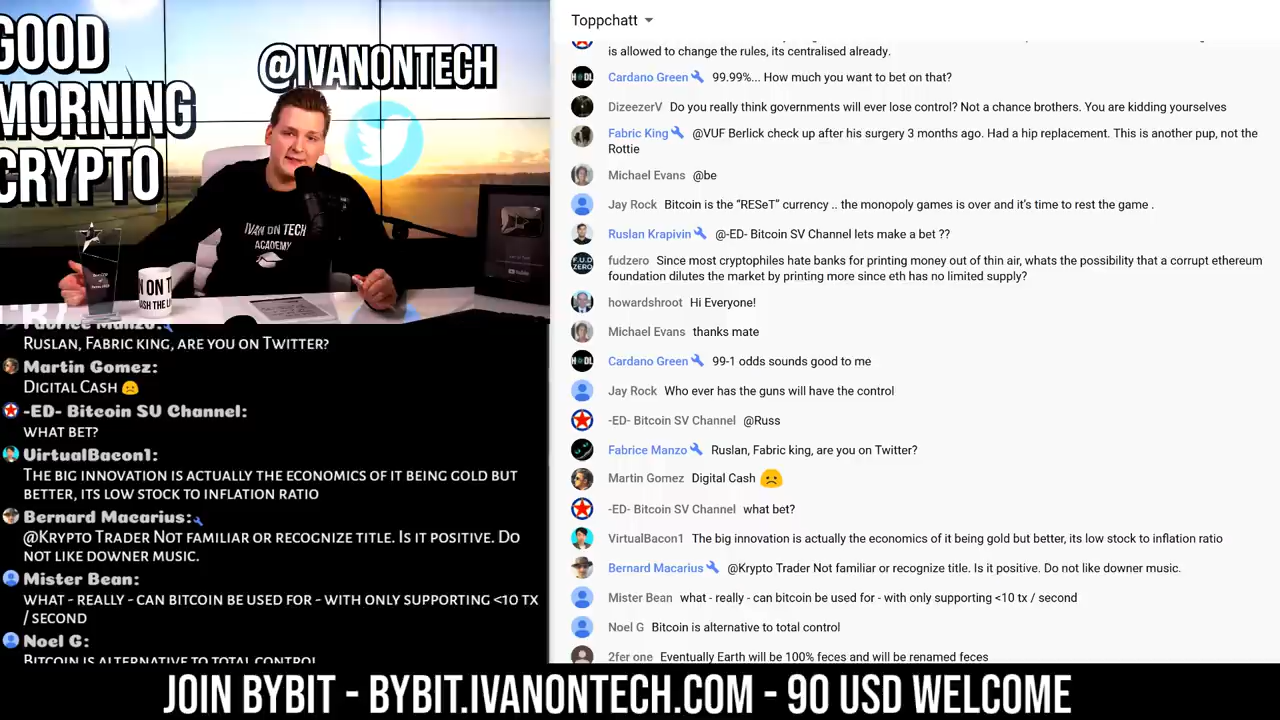 GOOD
MORNING
CRYPTO
@IVANONTECH
IVAN ON TECH
ACADEMY
Fabrice Manzo:
RUSLAN, FABRIC KING, ARE YOU ON TWITTER?
Martin Gomez:
DIGITAL CASH
-ED- Bitcoin SV Channel:
WHAT BET?
VirtualBacon1:
THE BIG INNOVATION IS ACTUALLY THE ECONOMICS OF IT BEING GOLD BUT
BETTER, ITS LOW STOCK TO INFLATION RATIO
Bernard Macarius:
@KRYPTO TRADER NOT FAMILIAR OR RECOGNIZE TITLE. IS IT POSITIVE. DO
NOT LIKE DOWNER MUSIC.
Mister Bean:
WHAT - REALLY - CAN BITCOIN BE USED FOR - WITH ONLY SUPPORTING <10 TX
/ SECOND
Noel G:
BITCOIN IS ALTERNATIVE TO TOTAL CONTROL
Toppchatt
is allowed to change the rules, its centralised already.
Cardano Green 99.99%... How much you want to bet on that?
DizeezerV Do you really think governments will ever lose control? Not a chance brothers. You are kidding yourselves
Fabric King @VUF Berlick check up after his surgery 3 months ago. Had a hip replacement. This is another pup, not the
Rottie
Michael Evans @be
Jay Rock Bitcoin is the “RESeT” currency .. the monopoly games is over and it’s time to rest the game .
Ruslan Krapivin @-ED- Bitcoin SV Channel lets make a bet ??
fudzero Since most cryptophiles hate banks for printing money out of thin air, whats the possibility that a corrupt ethereum
foundation dilutes the market by printing more since eth has no limited supply?
howardshroot Hi Everyone!
Michael Evans thanks mate
Cardano Green 99-1 odds sounds good to me
Jay Rock Who ever has the guns will have the control
-ED- Bitcoin SV Channel @Russ
Fabrice Manzo Ruslan, Fabric king, are you on Twitter?
Martin Gomez Digital Cash
-ED- Bitcoin SV Channel what bet?
VirtualBacon1 The big innovation is actually the economics of it being gold but better, its low stock to inflation ratio
Bernard Macarius @Krypto Trader Not familiar or recognize title. Is it positive. Do not like downer music.
Mister Bean what - really - can bitcoin be used for - with only supporting <10 tx / second
Noel G Bitcoin is alternative to total control
2fer one Eventually Earth will be 100% feces and will be renamed feces
JOIN BYBIT - BYBIT.IVANONTECH.COM - 90 USD WELCOME